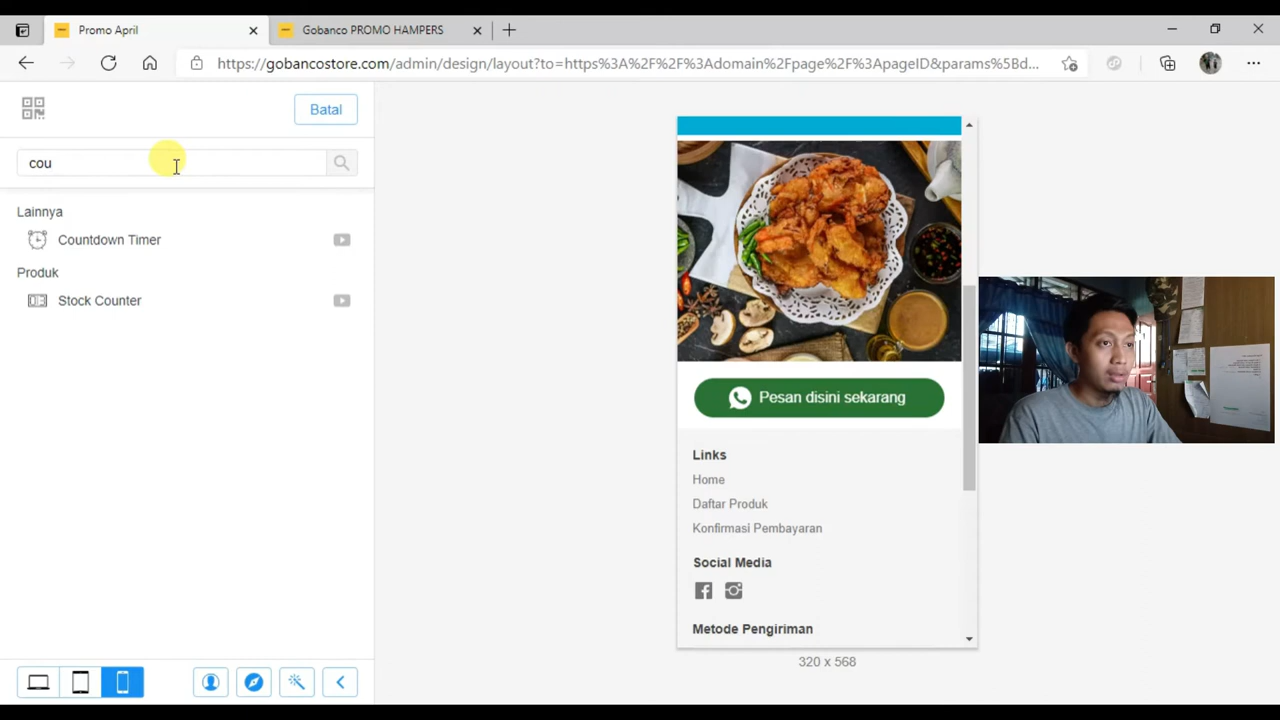 Promo April
Gobanco PROMO HAMPERS
https://gobancostore.com/admin/design/layout?to=https%3A%2F%2F%3Adomain%2Fpage%2F%3ApageID&params%5Bd...
Batal
cou
Lainnya
Countdown Timer
Produk
Stock Counter
Pesan disini sekarang
Links
Home
Daftar Produk
Konfirmasi Pembayaran
Social Media
Metode Pengiriman
320 x 568